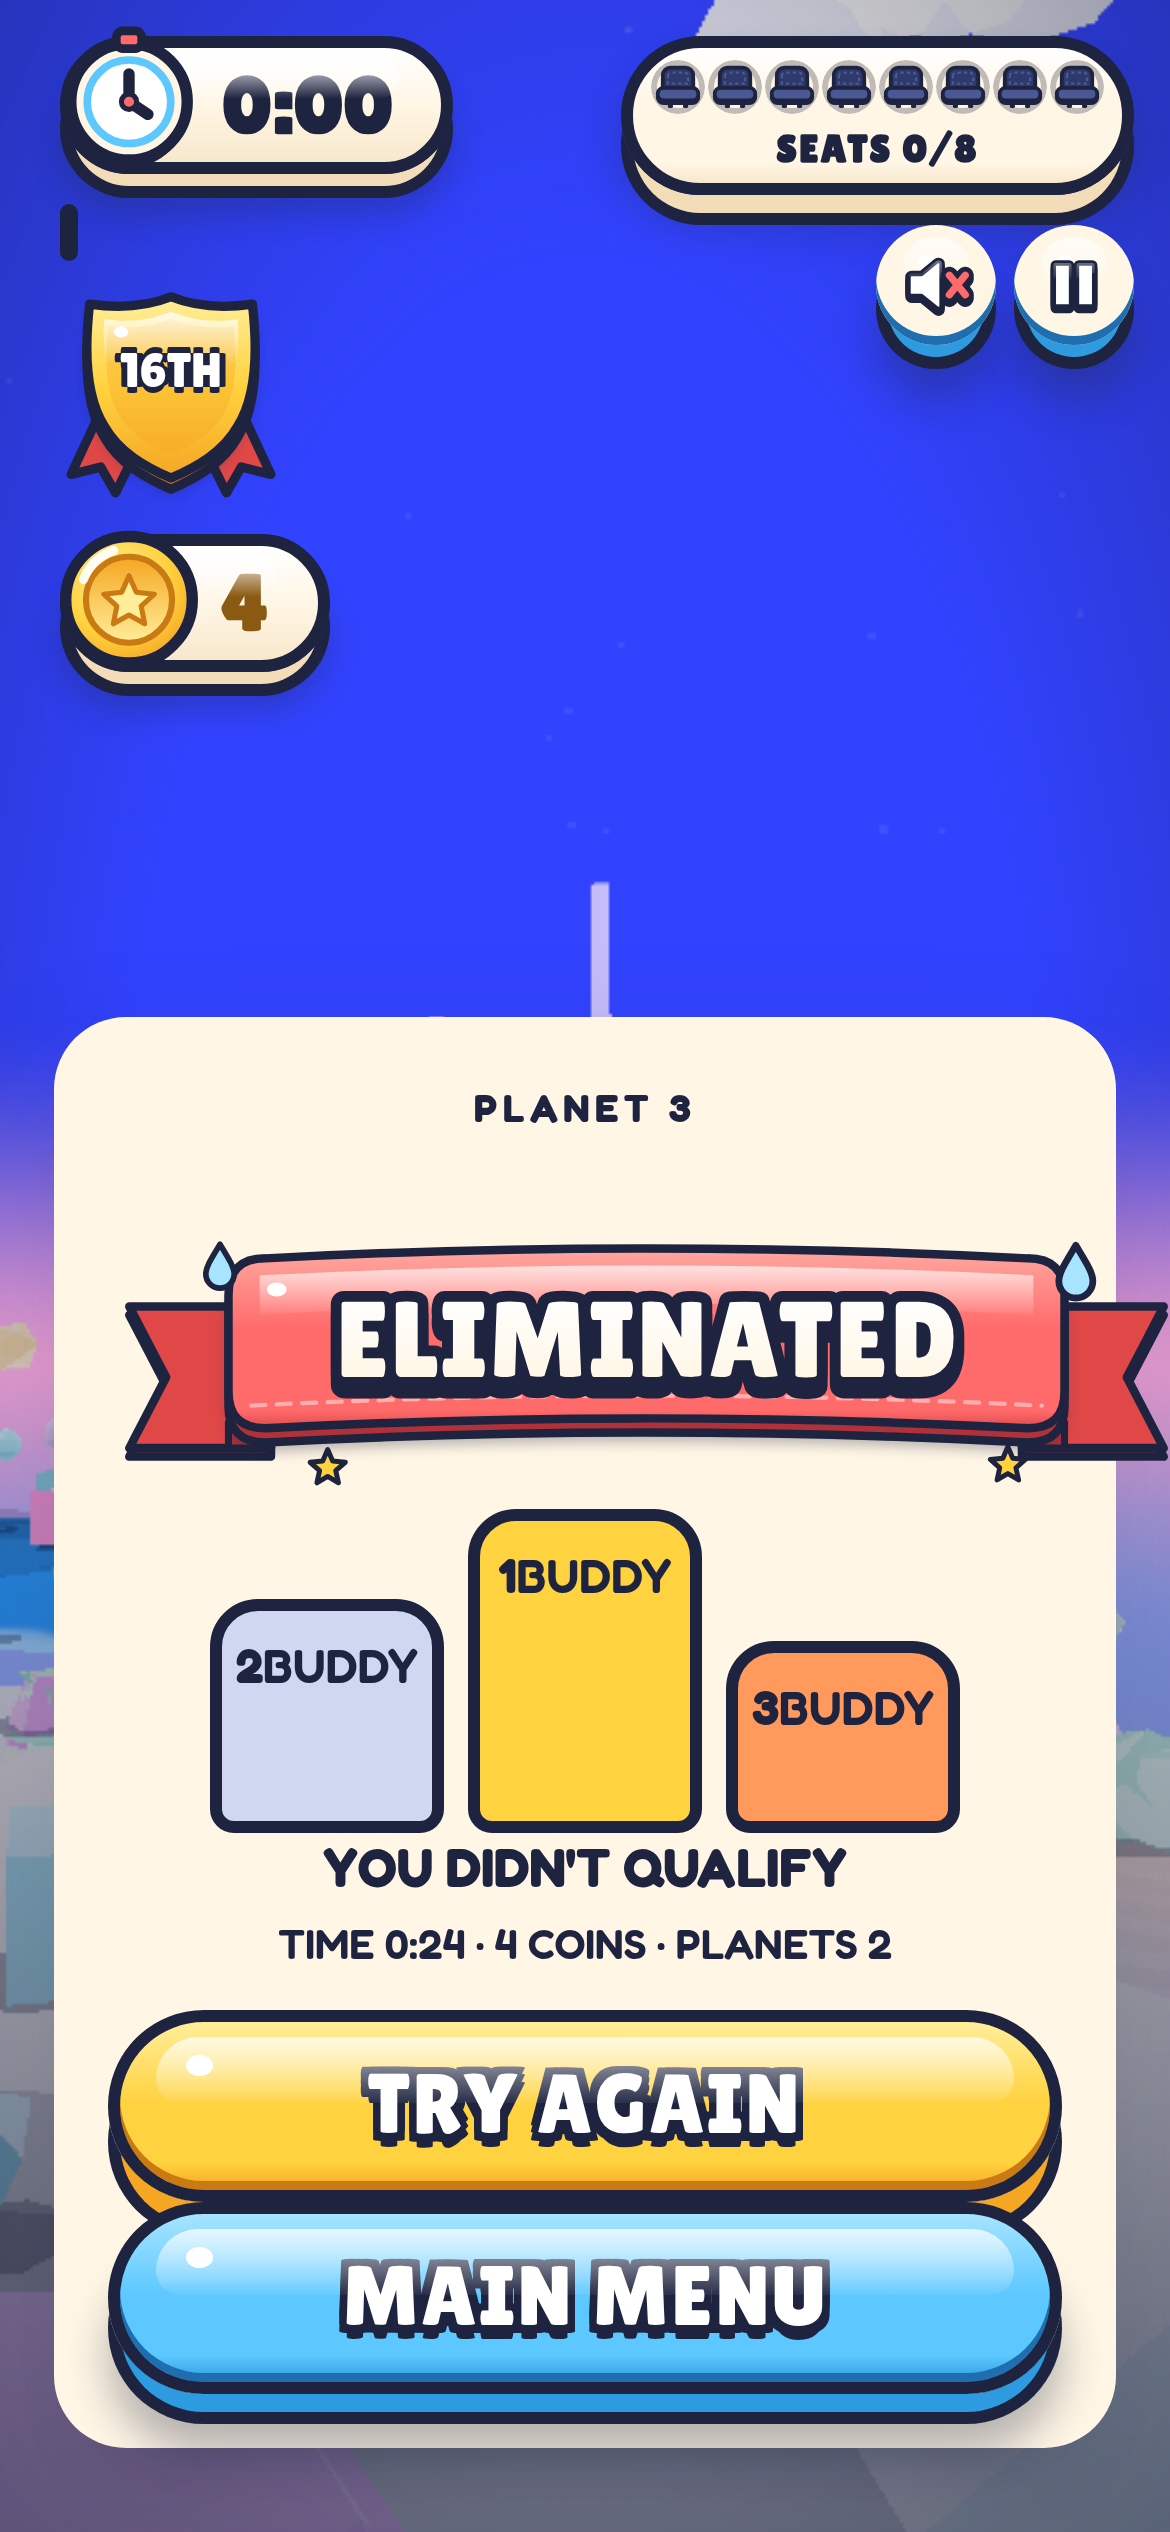 0:00
SEATS 0/8
16TH
4
PLANET 3
ELIMINATED
1BUDDY
2BUDDY
3BUDDY
YOU DIDN'T QUALIFY
TIME 0:24 · 4 COINS · PLANETS 2
TRY AGAIN
MAIN MENU